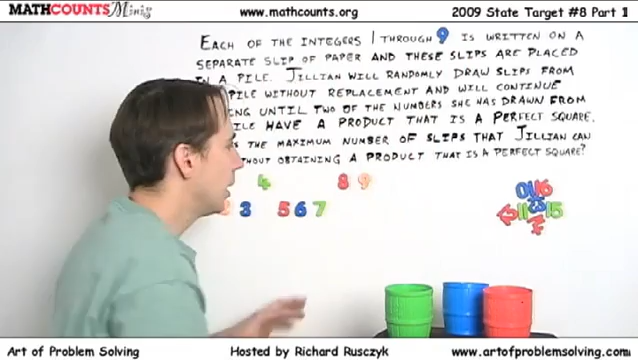 MATHCOUNTS Minis
www.mathcounts.org
2009 State Target #8 Part 1
EACH OF THE INTEGERS 1 THROUGH 9 IS WRITTEN ON A
SEPARATE SLIP OF PAPER AND THESE SLIPS ARE PLACED
IN A PILE. JILLIAN WILL RANDOMLY DRAW SLIPS FROM
PILE WITHOUT REPLACEMENT AND WILL CONTINUE
UNTIL TWO OF THE NUMBERS SHE HAS DRAWN FROM
HAVE A PRODUCT THAT IS A PERFECT SQUARE.
THE MAXIMUM NUMBER OF SLIPS THAT JILLIAN CAN
WITHOUT OBTAINING A PRODUCT THAT IS A PERFECT SQUARE?
4 8 9
3 5 6 7
16
11 15
Art of Problem Solving
Hosted by Richard Rusczyk
www.artofproblemsolving.com